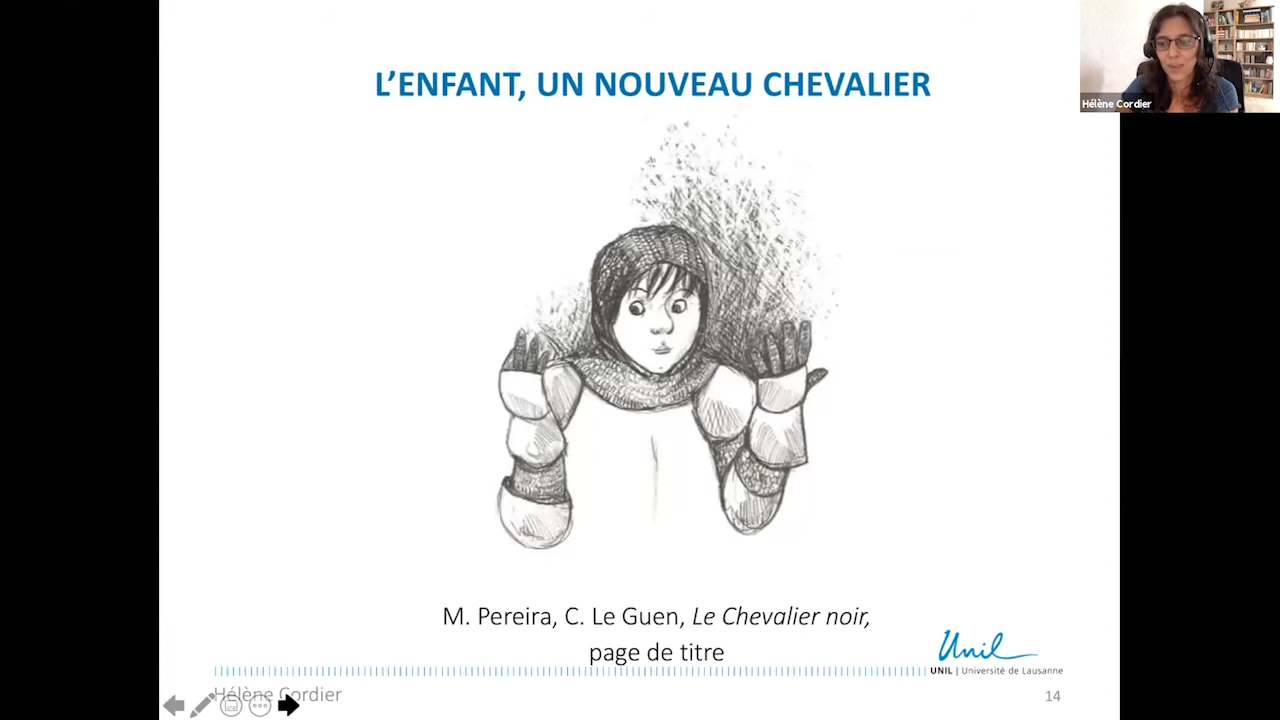 L'ENFANT, UN NOUVEAU CHEVALIER
Hélène Cordier
M. Pereira, C. Le Guen, Le Chevalier noir,
page de titre
Unil
UNIL | Université de Lausanne
Hélène Cordier
14